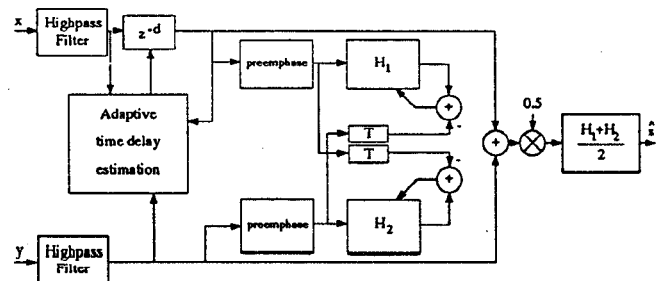 x
Highpass
Filter
z^-d
preemphase
H1
+
-
0.5
Adaptive
time delay
estimation
T
T
+
H1+H2
2
ŝ
-
+
preemphase
H2
y
Highpass
Filter